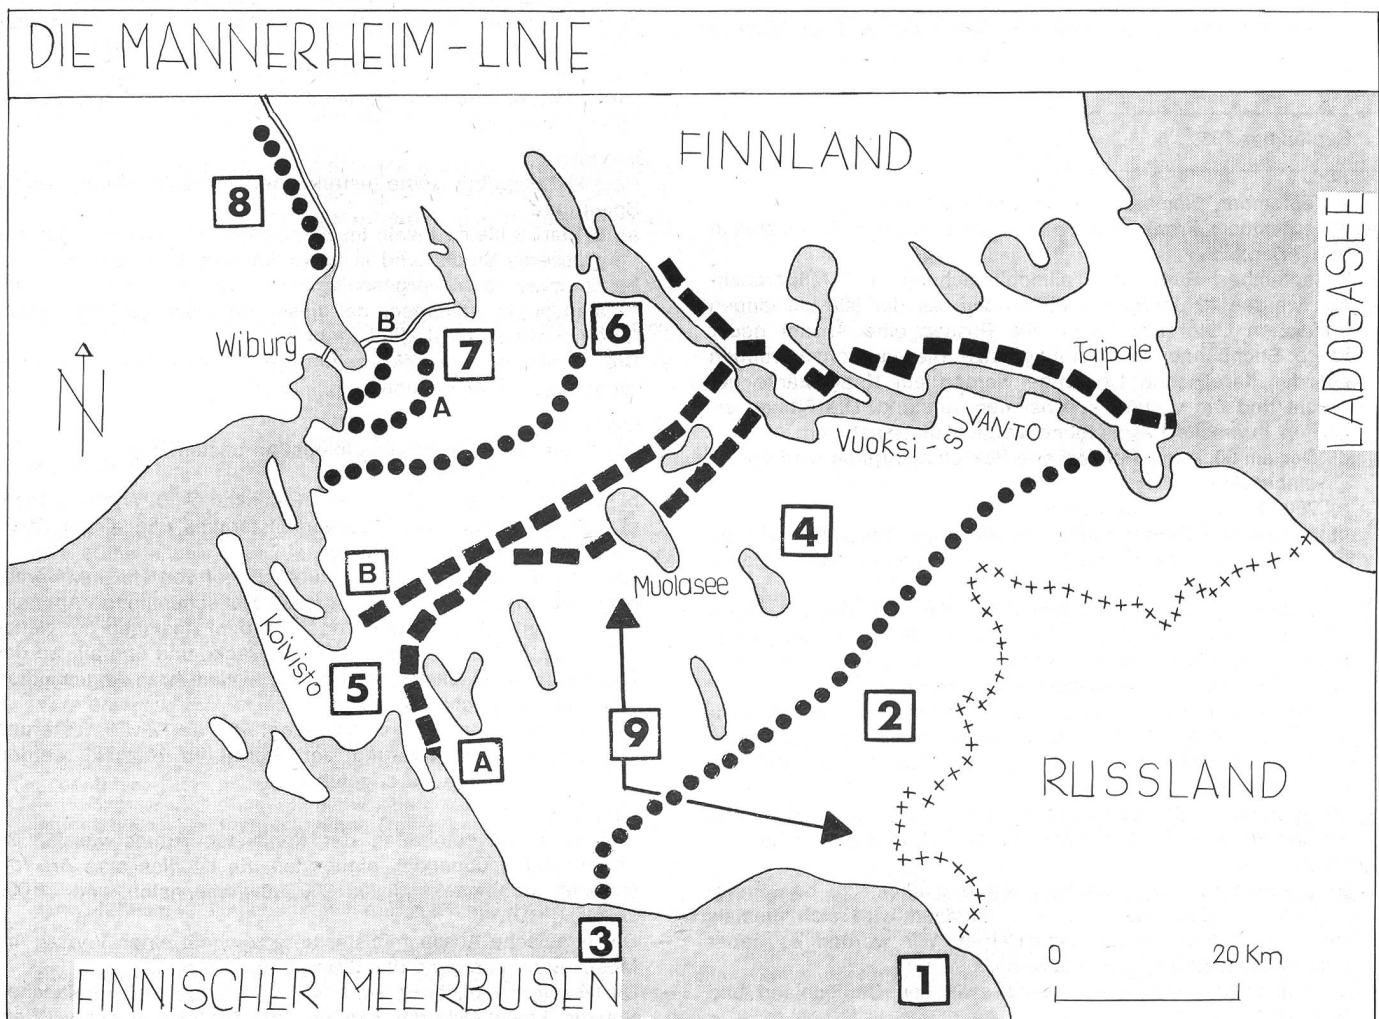 DIE MANNERHEIM-LINIE
FINNLAND
8
LADOGASEE
B
6
Wiburg
7
Taipale
N
A
Vuoksi
SUVANTO
4
B
Muolasee
Koivisto
5
2
9
A
RUSSLAND
3
0 20 Km
1
FINNISCHER MEERBUSEN